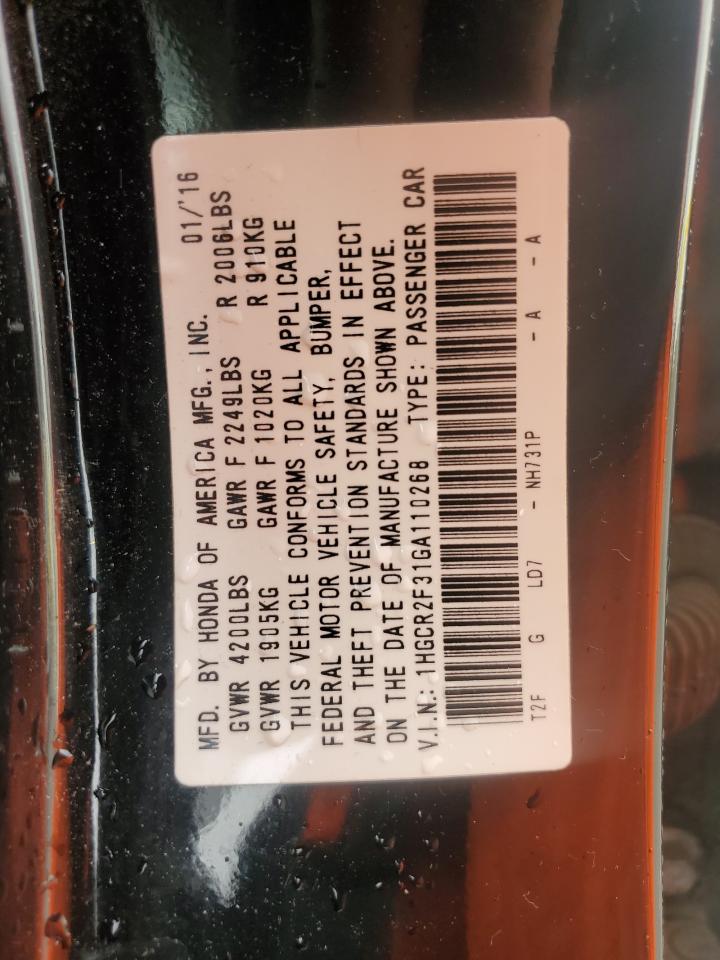 MFD. BY HONDA OF AMERICA MFG., INC. 01/'16
GVWR 4200LBS GAWR F 2249LBS R 2006LBS
GVWR 1905KG GAWR F 1020KG R 910KG
THIS VEHICLE CONFORMS TO ALL APPLICABLE
FEDERAL MOTOR VEHICLE SAFETY, BUMPER,
AND THEFT PREVENTION STANDARDS IN EFFECT
ON THE DATE OF MANUFACTURE SHOWN ABOVE.
V.I.N.: 1HGCR2F31GA110268 TYPE: PASSENGER CAR
T2F G LD7 - NH731P - A - A